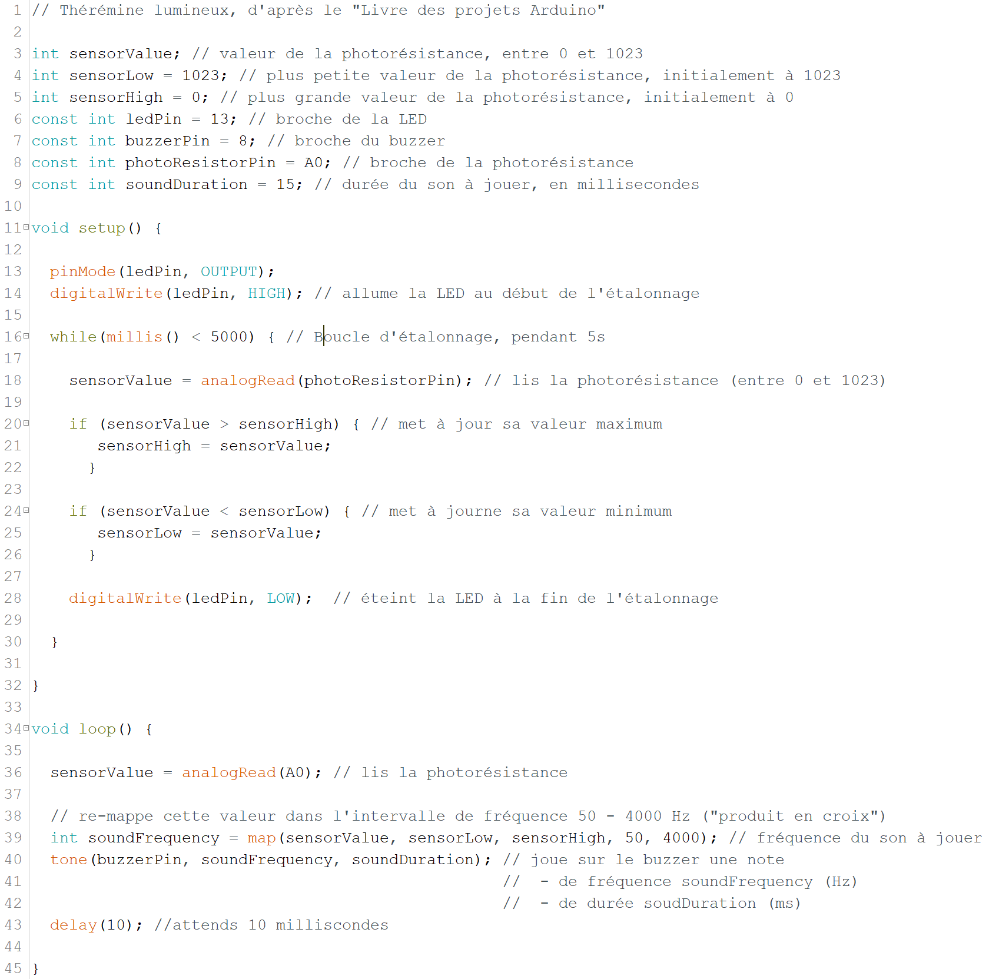 1 // Thérémine lumineux, d'après le "Livre des projets Arduino"
2
3 int sensorValue; // valeur de la photorésistance, entre 0 et 1023
4 int sensorLow = 1023; // plus petite valeur de la photorésistance, initialement à 1023
5 int sensorHigh = 0; // plus grande valeur de la photorésistance, initialement à 0
6 const int ledPin = 13; // broche de la LED
7 const int buzzerPin = 8; // broche du buzzer
8 const int photoResistorPin = A0; // broche de la photorésistance
9 const int soundDuration = 15; // durée du son à jouer, en millisecondes
10
11 void setup() {
12
13   pinMode(ledPin, OUTPUT);
14   digitalWrite(ledPin, HIGH); // allume la LED au début de l'étalonnage
15
16   while(millis() < 5000) { // Boucle d'étalonnage, pendant 5s
17
18     sensorValue = analogRead(photoResistorPin); // lis la photorésistance (entre 0 et 1023)
19
20     if (sensorValue > sensorHigh) { // met à jour sa valeur maximum
21        sensorHigh = sensorValue;
22       }
23
24     if (sensorValue < sensorLow) { // met à journe sa valeur minimum
25        sensorLow = sensorValue;
26       }
27
28     digitalWrite(ledPin, LOW);  // éteint la LED à la fin de l'étalonnage
29
30   }
31
32 }
33
34 void loop() {
35
36   sensorValue = analogRead(A0); // lis la photorésistance
37
38   // re-mappe cette valeur dans l'intervalle de fréquence 50 - 4000 Hz ("produit en croix")
39   int soundFrequency = map(sensorValue, sensorLow, sensorHigh, 50, 4000); // fréquence du son à jouer
40   tone(buzzerPin, soundFrequency, soundDuration); // joue sur le buzzer une note
41                                                   //  - de fréquence soundFrequency (Hz)
42                                                   //  - de durée soudDuration (ms)
43   delay(10); //attends 10 milliscondes
44
45 }